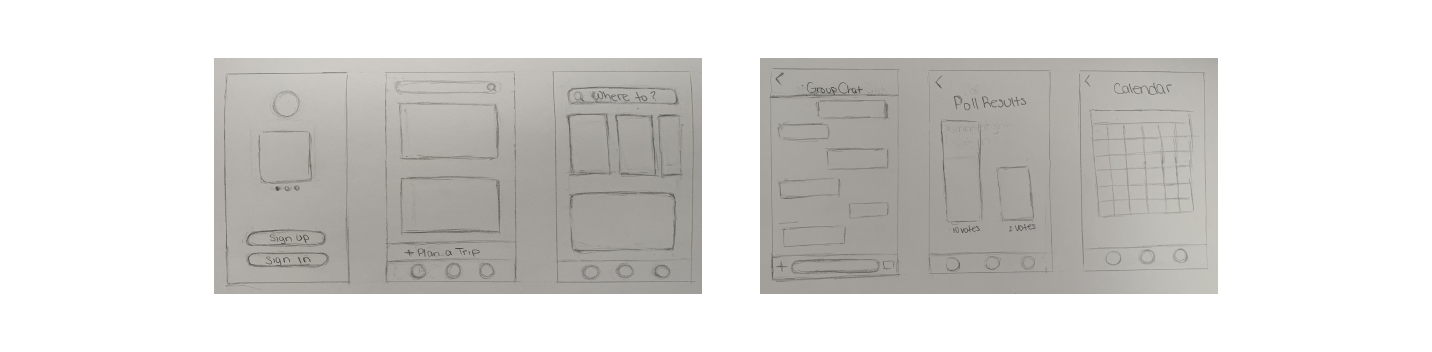 Sign Up
Sign In
+ Plan a Trip
Where to?
Group Chat
Poll Results
10 votes
2 votes
Calendar